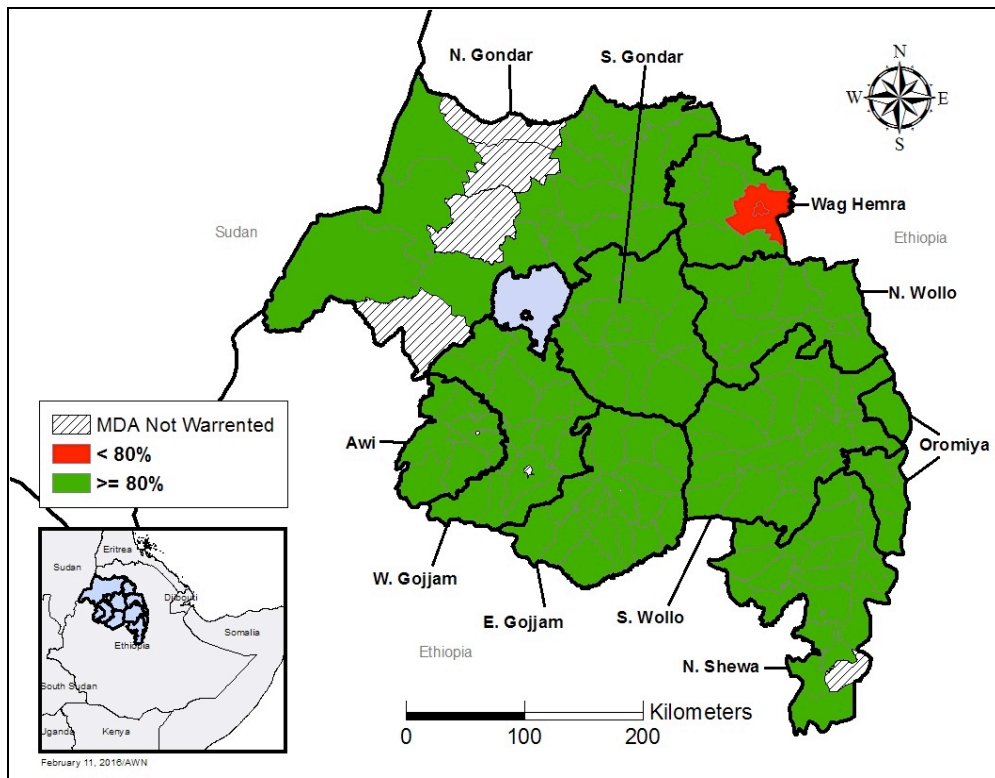 N. Gondar
S. Gondar
N
W
E
S
Wag Hemra
Sudan
Ethiopia
N. Wollo
MDA Not Warrented
< 80%
>= 80%
Awi
Oromiya
W. Gojjam
E. Gojjam
S. Wollo
N. Shewa
Ethiopia
Kilometers
0 100 200
Eritrea
Sudan
Djibouti
Somalia
Ethiopia
South Sudan
Uganda
Kenya
February 11, 2016/AWN